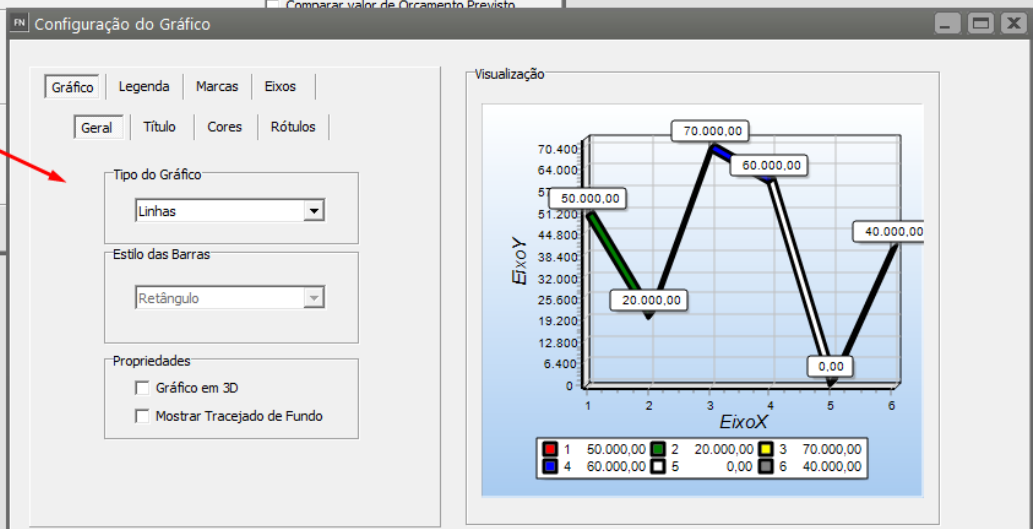 Comparar valor de Orçamento Previsto
FN Configuração do Gráfico
Gráfico Legenda Marcas Eixos
Geral Título Cores Rótulos
Tipo do Gráfico
Linhas
Estilo das Barras
Retângulo
Propriedades
Gráfico em 3D
Mostrar Tracejado de Fundo
Visualização
70.000,00
70.400
60.000,00
64.000
50.000,00
51.200
40.000,00
44.800
EixoY
38.400
32.000
20.000,00
25.600
19.200
12.800
0,00
6.400
0
1 2 3 4 5 6
EixoX
1 50.000,00 2 20.000,00 3 70.000,00
4 60.000,00 5 0,00 6 40.000,00